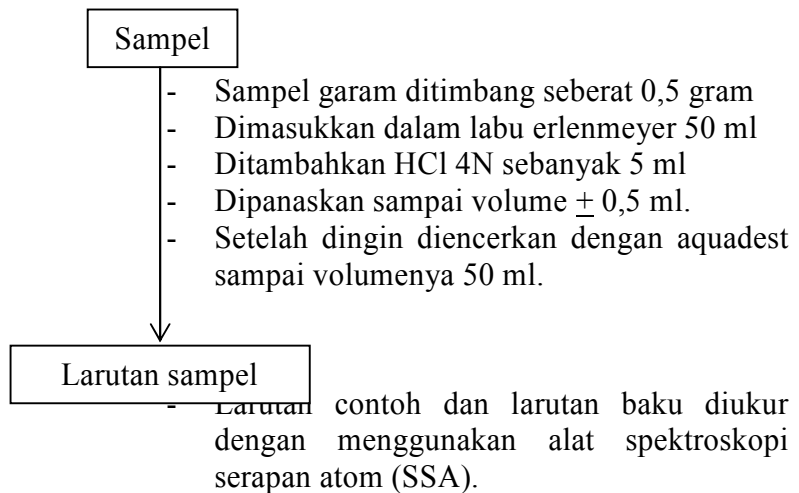 Sampel
- Sampel garam ditimbang seberat 0,5 gram
- Dimasukkan dalam labu erlenmeyer 50 ml
- Ditambahkan HCl 4N sebanyak 5 ml
- Dipanaskan sampai volume ± 0,5 ml.
- Setelah dingin diencerkan dengan aquadest
sampai volumenya 50 ml.
Larutan sampel
- Larutan contoh dan larutan baku diukur
dengan menggunakan alat spektroskopi
serapan atom (SSA).